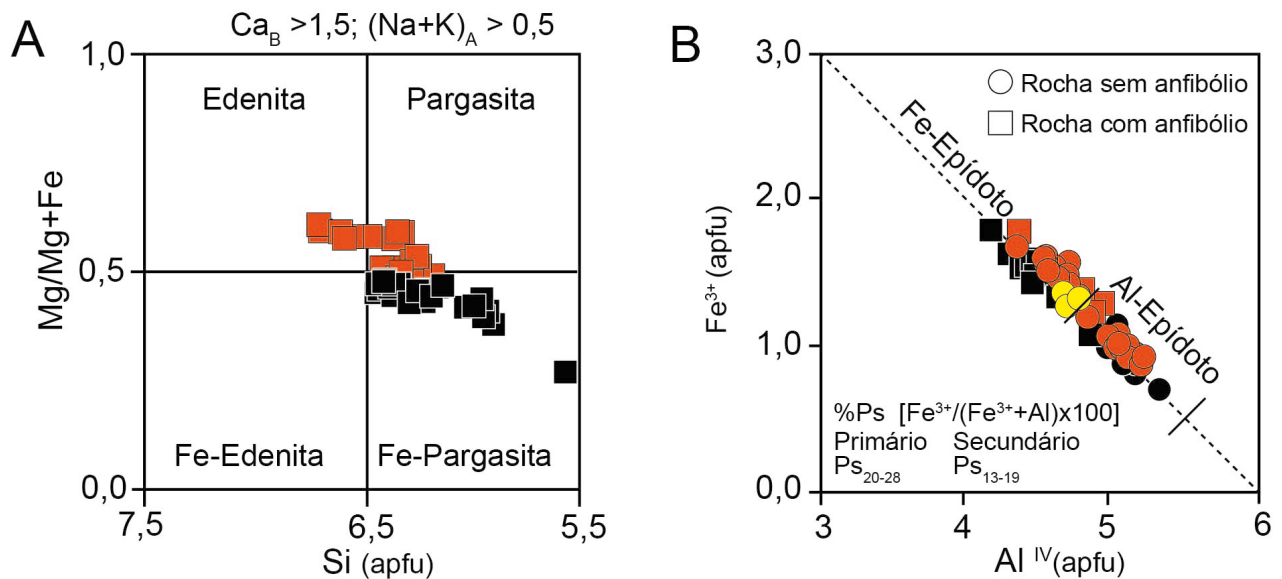 A
Ca_B >1,5; (Na+K)_A > 0,5
1,0
Edenita
Pargasita
Mg/Mg+Fe
0,5
Fe-Edenita
Fe-Pargasita
0,0
7,5
6,5
5,5
Si (apfu)
B
3,0
Rocha sem anfibólio
Rocha com anfibólio
Fe-Epídoto
2,0
Fe³⁺ (apfu)
Al-Epídoto
1,0
%Ps [Fe³⁺/(Fe³⁺+Al)x100]
Primário Secundário
Ps₂₀₋₂₈ Ps₁₃₋₁₉
0,0
3
4
5
6
Al ᴵⱽ (apfu)